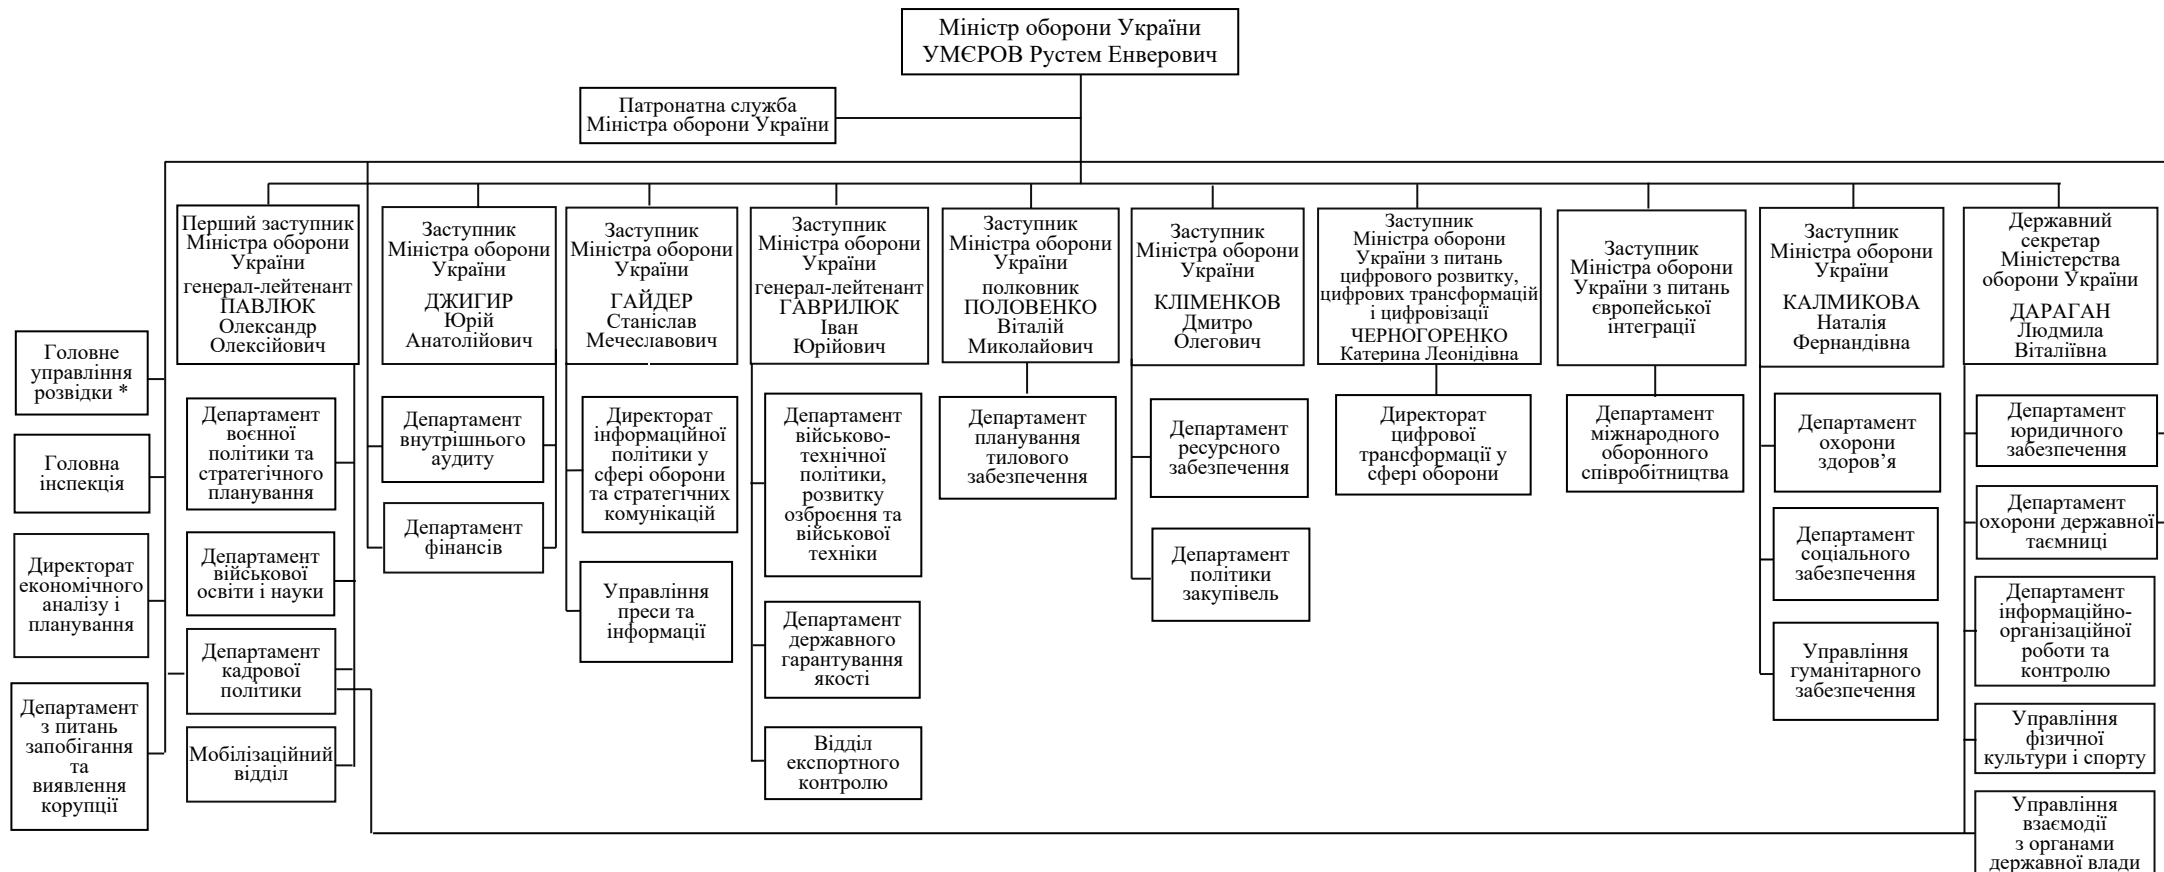 Міністр оборони України
УМЄРОВ Рустем Енверович
Патронатна служба
Міністра оборони України
Перший заступник
Міністра оборони
України
генерал-лейтенант
ПАВЛЮК
Олександр
Олексійович
Заступник
Міністра оборони
України
ДЖИГИР
Юрій
Анатолійович
Заступник
Міністра оборони
України
ГАЙДЕР
Станіслав
Мечеславович
Заступник
Міністра оборони
України
генерал-лейтенант
ГАВРИЛЮК
Іван
Юрійович
Заступник
Міністра оборони
України
полковник
ПОЛОВЕНКО
Віталій
Миколайович
Заступник
Міністра оборони
України
КЛІМЕНКОВ
Дмитро
Олегович
Заступник
Міністра оборони
України з питань
цифрового розвитку,
цифрових трансформацій
і цифровізації
ЧЕРНОГОРЕНКО
Катерина Леонідівна
Заступник
Міністра оборони
України з питань
європейської
інтеграції
Заступник
Міністра оборони
України
КАЛМИКОВА
Наталія
Фернандівна
Державний
секретар
Міністерства
оборони України
ДАРАГАН
Людмила
Віталіївна
Головне
управління
розвідки *
Головна
інспекція
Директорат
економічного
аналізу і
планування
Департамент
з питань
запобігання
та
виявлення
корупції
Департамент
воєнної
політики та
стратегічного
планування
Департамент
військової
освіти і науки
Департамент
кадрової
політики
Мобілізаційний
відділ
Департамент
внутрішнього
аудиту
Департамент
фінансів
Директорат
інформаційної
політики у
сфері оборони
та стратегічних
комунікацій
Управління
преси та
інформації
Департамент
військово-
технічної
політики,
розвитку
озброєння та
військової
техніки
Департамент
державного
гарантування
якості
Відділ
експортного
контролю
Департамент
планування
тилового
забезпечення
Департамент
ресурсного
забезпечення
Департамент
політики
закупівель
Директорат
цифрової
трансформації у
сфері оборони
Департамент
міжнародного
оборонного
співробітництва
Департамент
охорони
здоров’я
Департамент
соціального
забезпечення
Управління
гуманітарного
забезпечення
Департамент
юридичного
забезпечення
Департамент
охорони державної
таємниці
Департамент
інформаційно-
організаційної
роботи та
контролю
Управління
фізичної
культури і спорту
Управління
взаємодії
з органами
державної влади